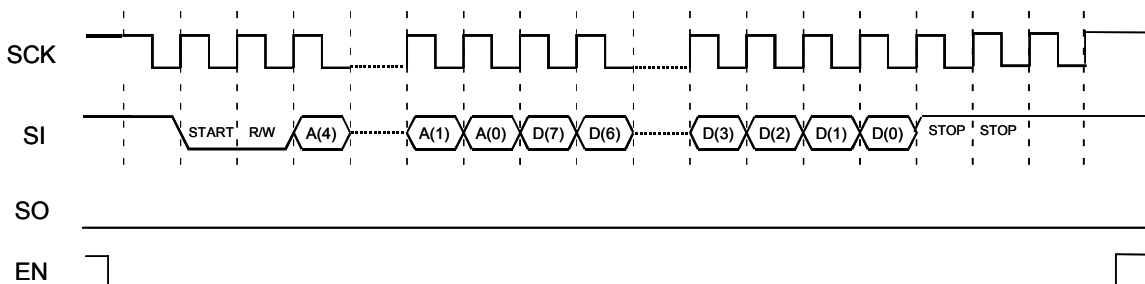 SCK
SI START R/W A(4) A(1) A(0) D(7) D(6) D(3) D(2) D(1) D(0) STOP STOP
SO
EN